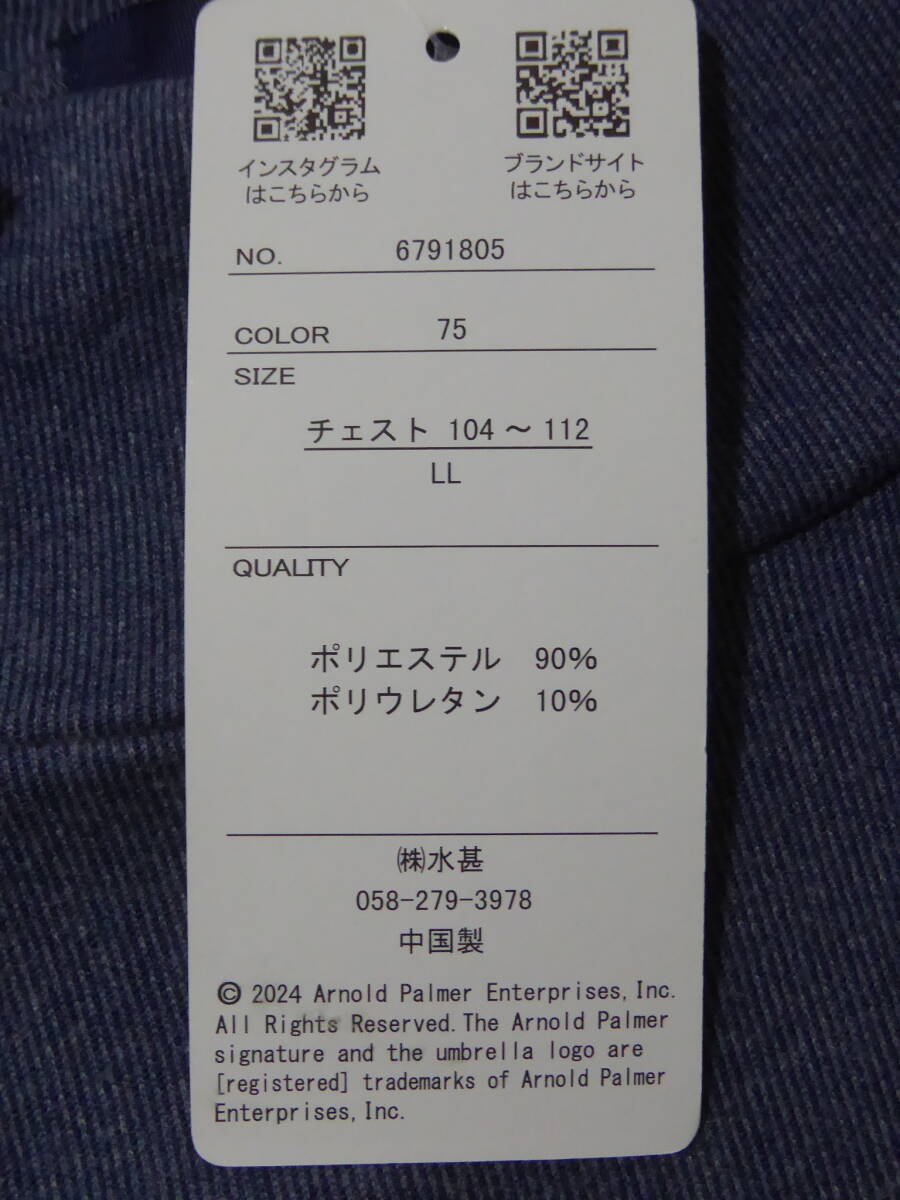 インスタグラム
はこちらから
ブランドサイト
はこちらから
NO. 6791805
COLOR 75
SIZE
チェスト 104 ～ 112
LL
QUALITY
ポリエステル 90%
ポリウレタン 10%
㈱水甚
058-279-3978
中国製
© 2024 Arnold Palmer Enterprises, Inc.
All Rights Reserved. The Arnold Palmer
signature and the umbrella logo are
[registered] trademarks of Arnold Palmer
Enterprises, Inc.